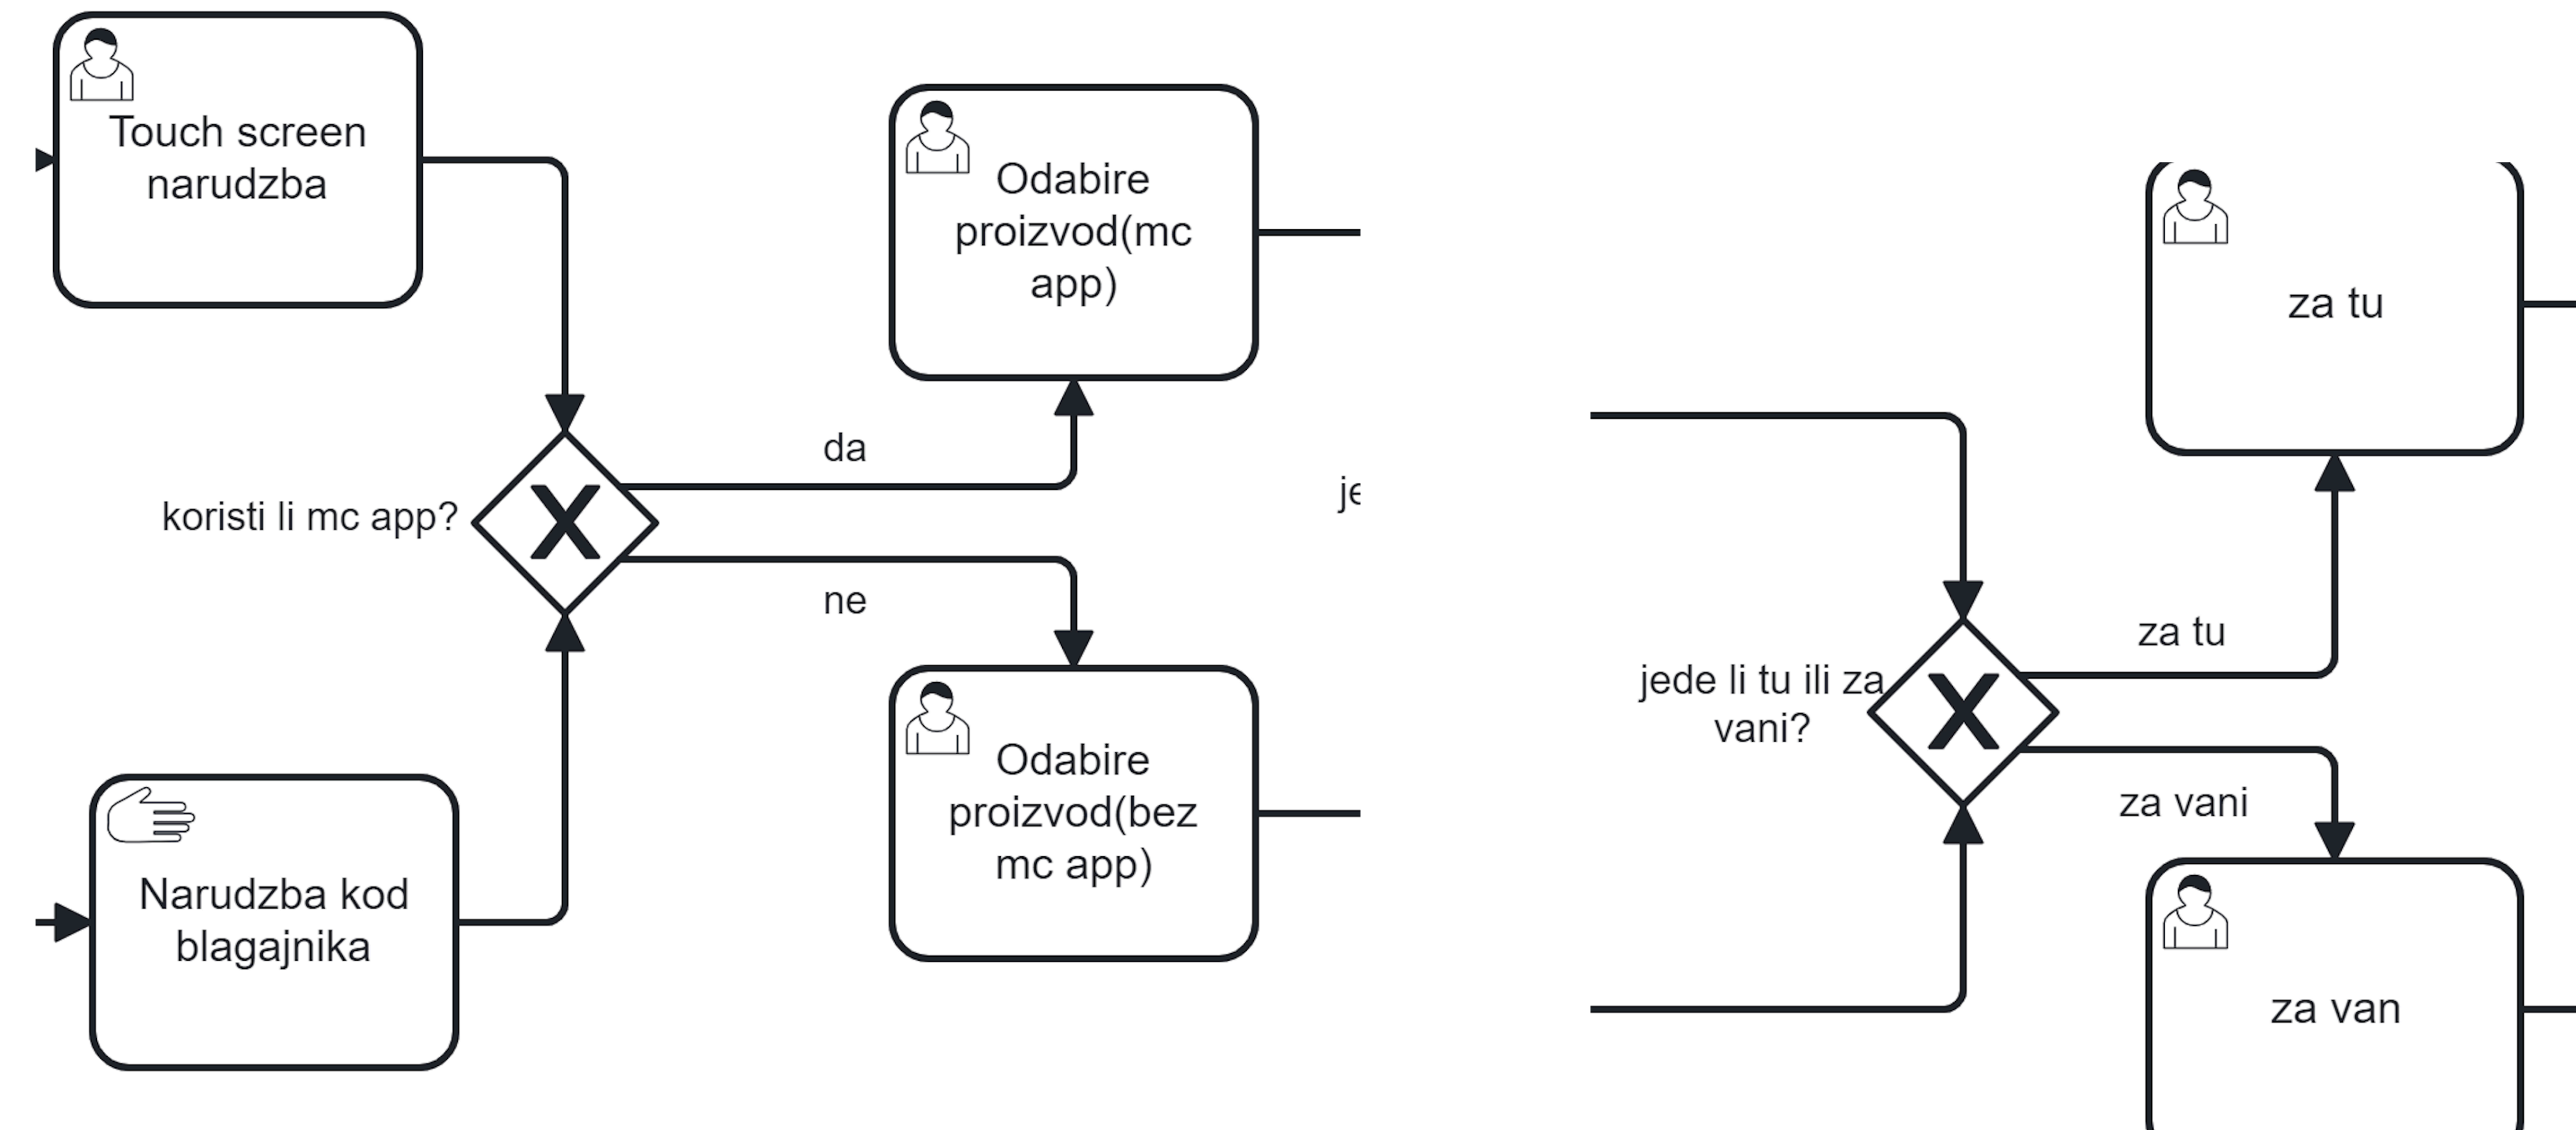 Touch screen
narudzba
koristi li mc app?
da
ne
Narudzba kod
blagajnika
Odabire
proizvod(mc
app)
Odabire
proizvod(bez
mc app)
je
jede li tu ili za
vani?
za tu
za vani
za tu
za van